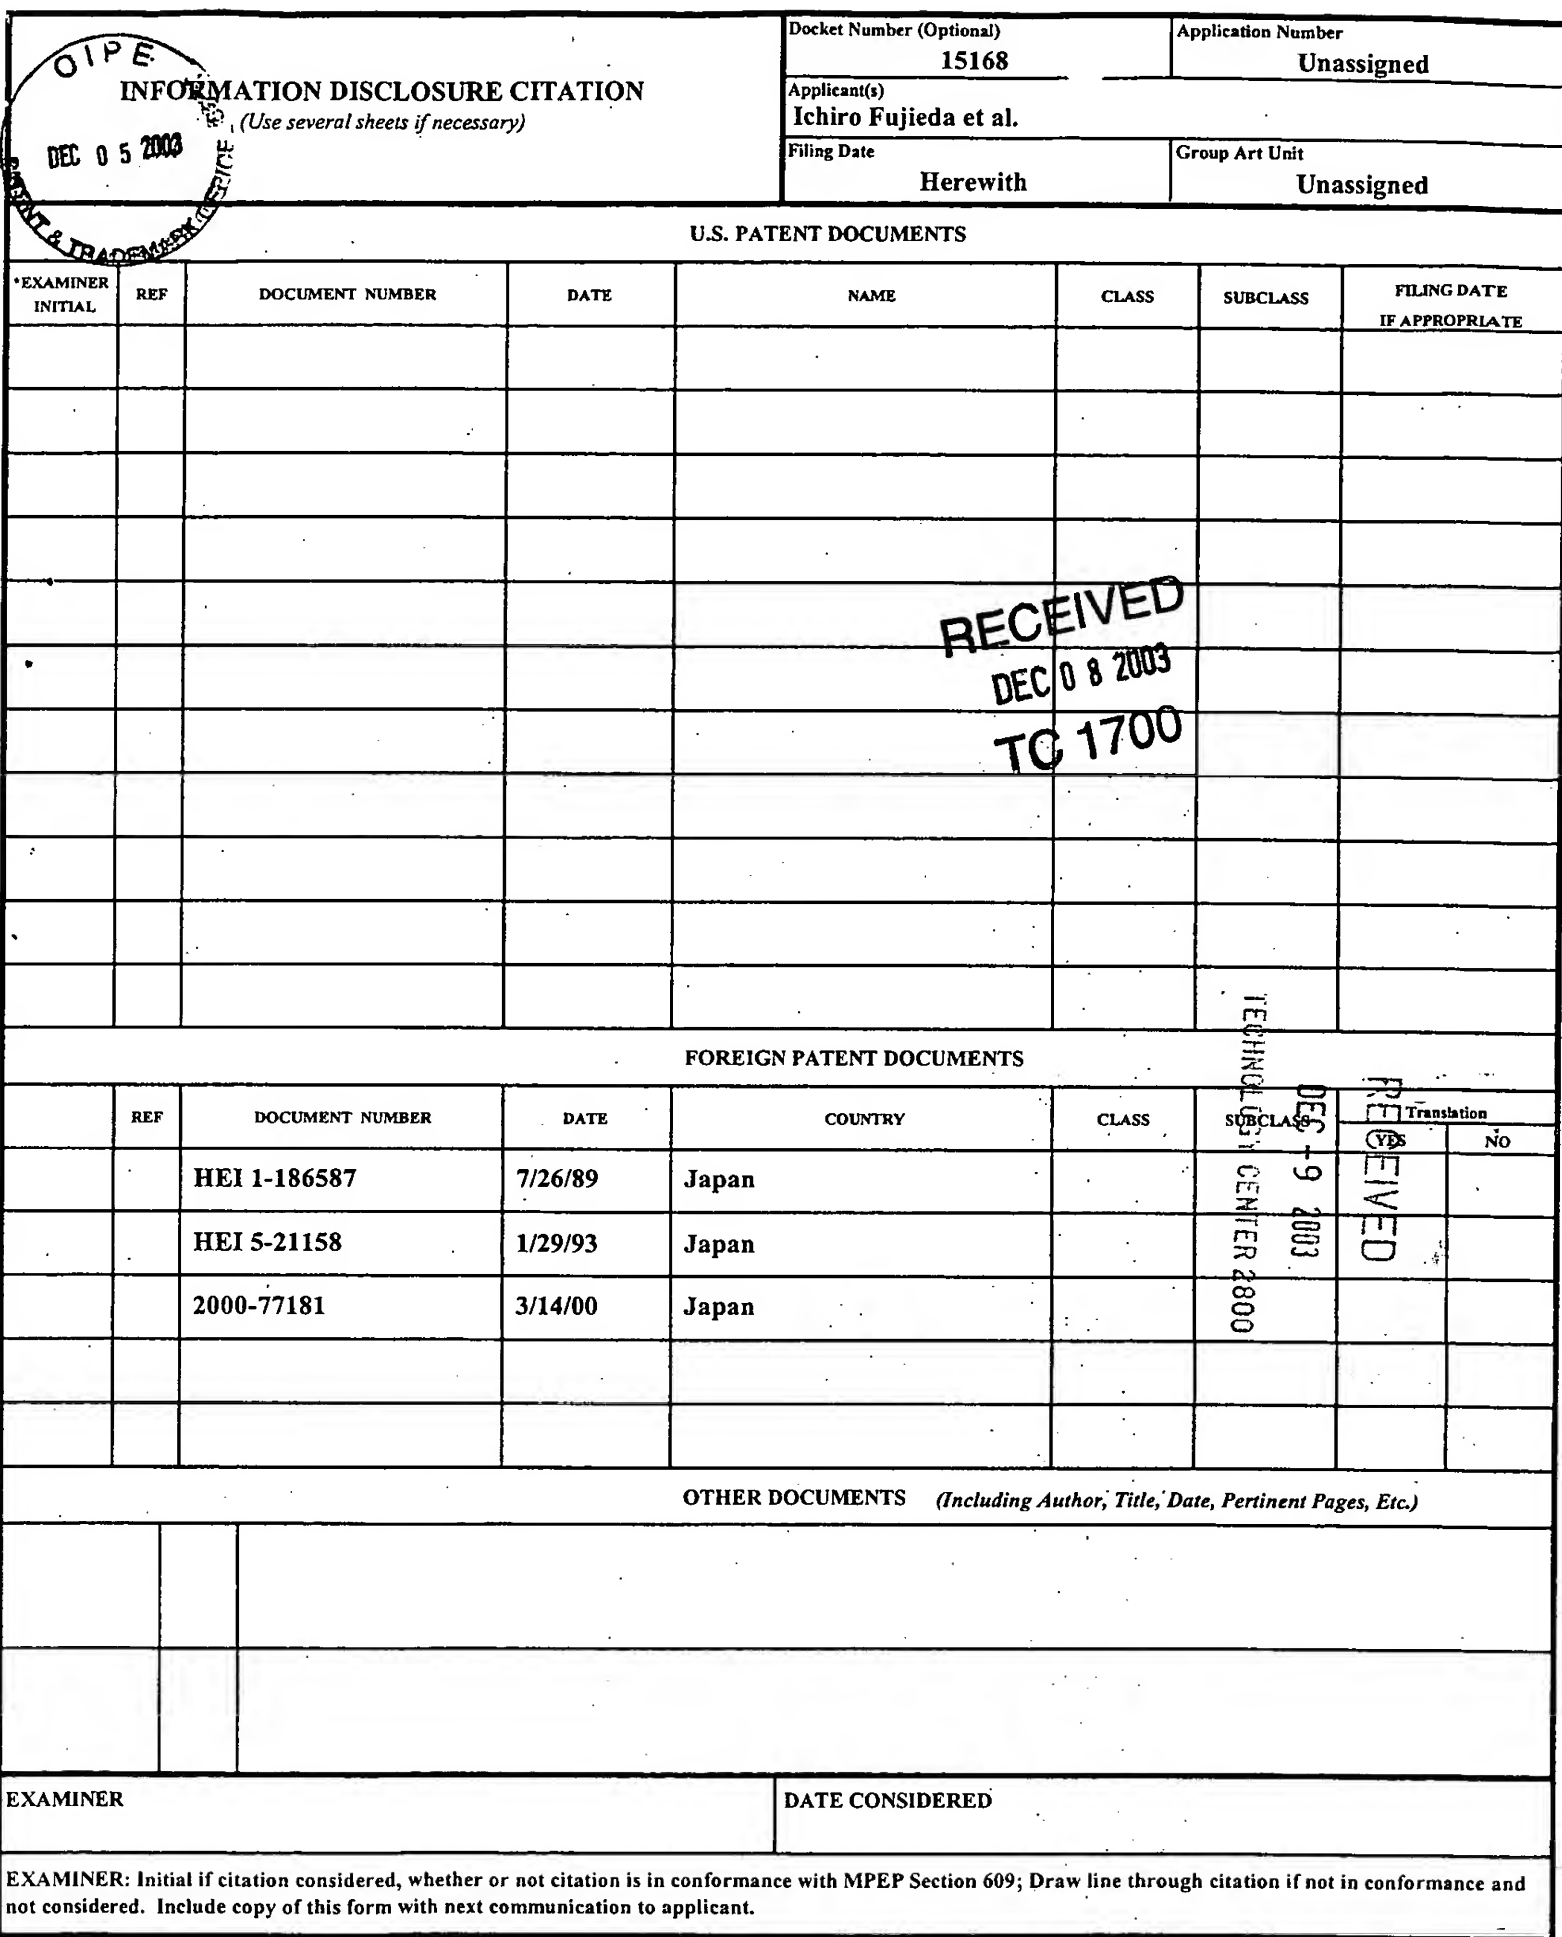 OIPE
DEC 05 2003
PATENT & TRADEMARK OFFICE
INFORMATION DISCLOSURE CITATION
(Use several sheets if necessary)
Docket Number (Optional)
15168
Application Number
Unassigned
Applicant(s)
Ichiro Fujieda et al.
Filing Date
Herewith
Group Art Unit
Unassigned
U.S. PATENT DOCUMENTS
*EXAMINER INITIAL REF DOCUMENT NUMBER DATE NAME CLASS SUBCLASS FILING DATE IF APPROPRIATE
RECEIVED
DEC 08 2003
TC 1700
FOREIGN PATENT DOCUMENTS
REF DOCUMENT NUMBER DATE COUNTRY CLASS SUBCLASS Translation
YES NO
HEI 1-186587 7/26/89 Japan
HEI 5-21158 1/29/93 Japan
2000-77181 3/14/00 Japan
RECEIVED
DEC -9 2003
TECHNOLOGY CENTER 2800
OTHER DOCUMENTS (Including Author, Title, Date, Pertinent Pages, Etc.)
EXAMINER
DATE CONSIDERED
EXAMINER: Initial if citation considered, whether or not citation is in conformance with MPEP Section 609; Draw line through citation if not in conformance and
not considered. Include copy of this form with next communication to applicant.